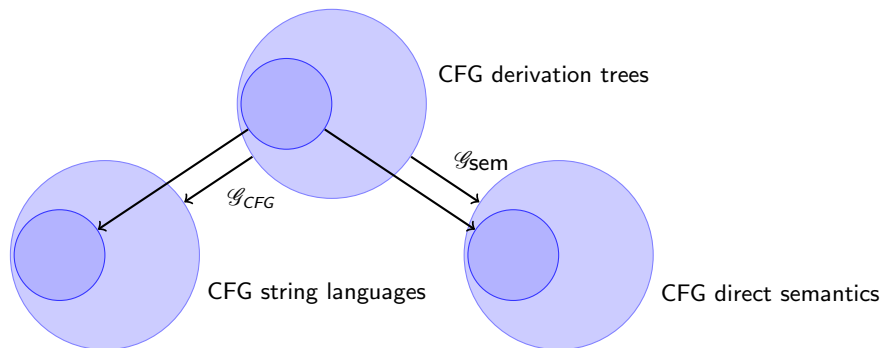 CFG derivation trees
𝒢sem
𝒢CFG
CFG string languages
CFG direct semantics